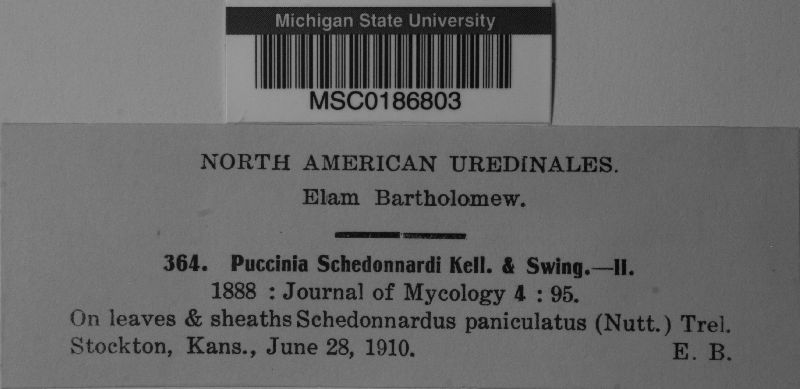 Michigan State University
MSC0186803
NORTH AMERICAN UREDINALES.
Elam Bartholomew.
364. Puccinia Schedonnardi Kell. & Swing.—II.
1888 : Journal of Mycology 4 : 95.
On leaves & sheaths Schedonnardus paniculatus (Nutt.) Trel.
Stockton, Kans., June 28, 1910. E. B.